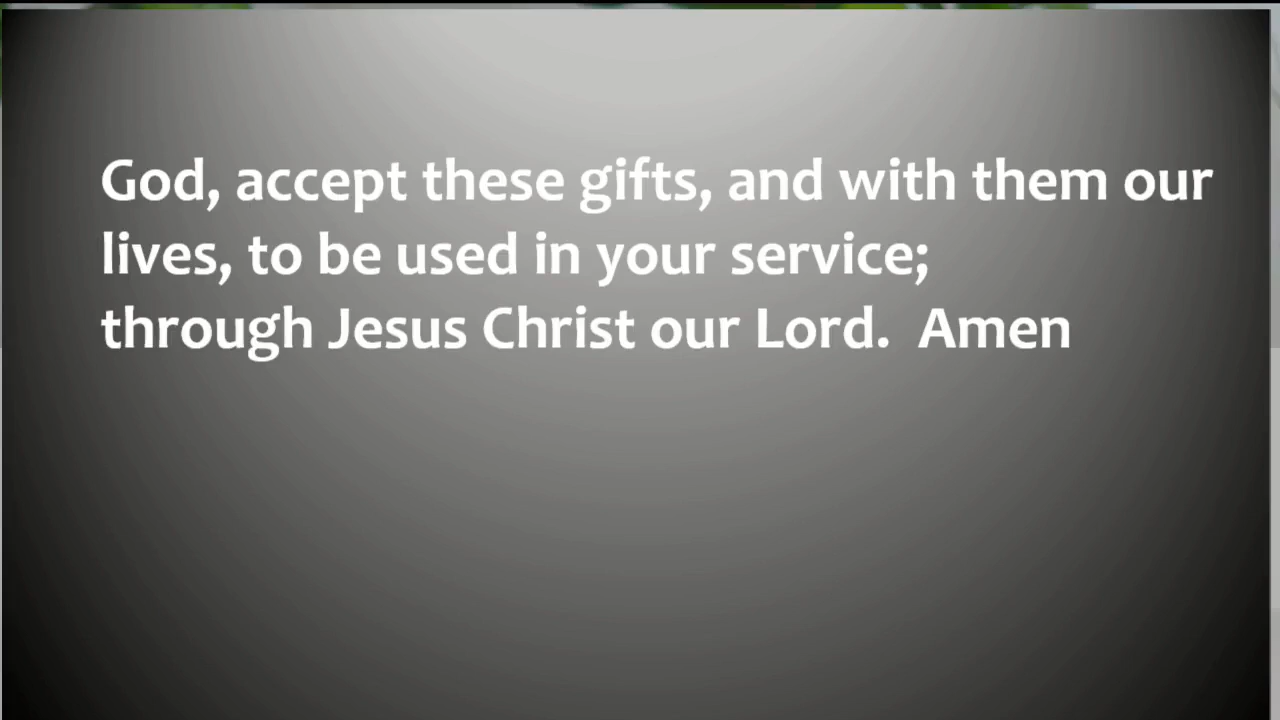 God, accept these gifts, and with them our
lives, to be used in your service;
through Jesus Christ our Lord.  Amen